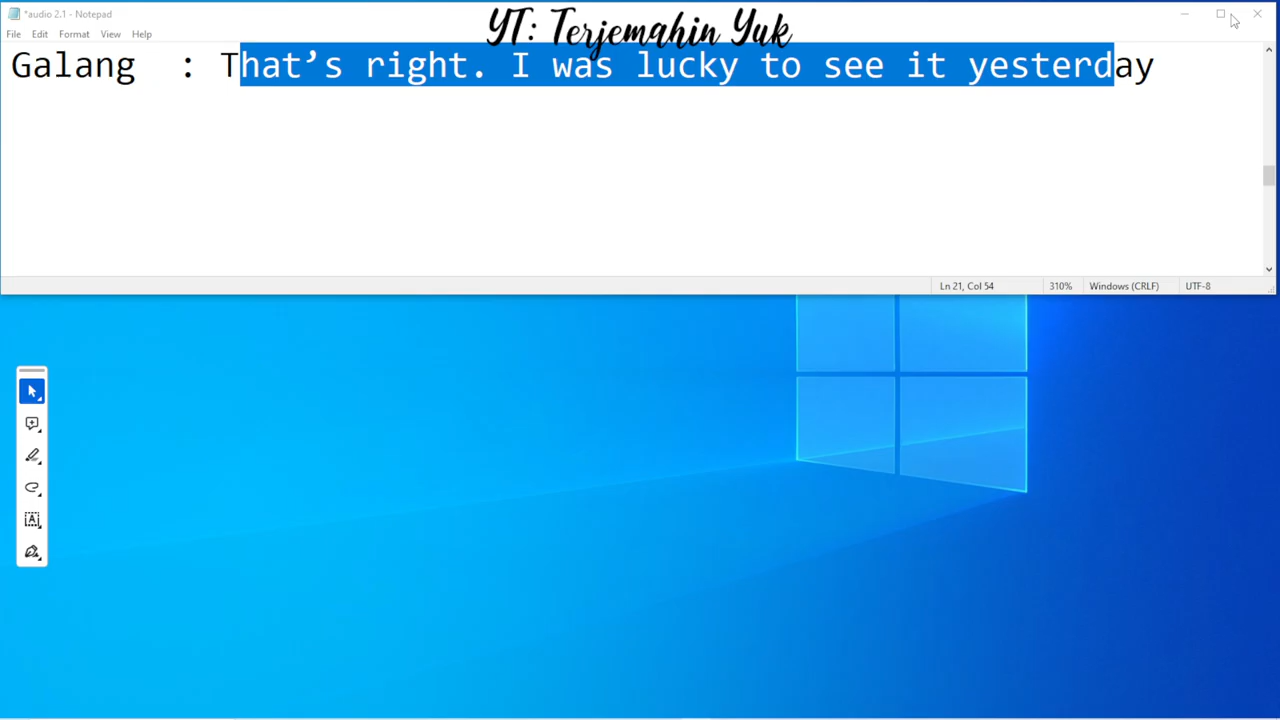 *audio 2.1 - Notepad
YT: Terjemahin Yuk
File Edit Format View Help
Galang : That’s right. I was lucky to see it yesterday
Ln 21, Col 54 310% Windows (CRLF) UTF-8